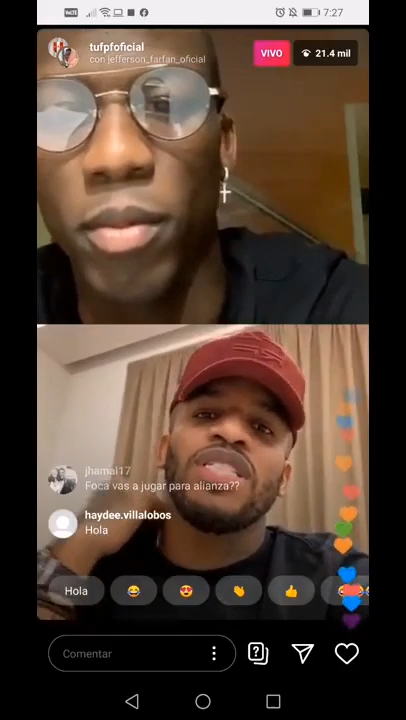 VoLTE
7:27
tufpfoficial
con jefferson_farfan_oficial
VIVO
21.4 mil
jhamal17
Foca vas a jugar para alianza??
haydee.villalobos
Hola
Hola
Comentar